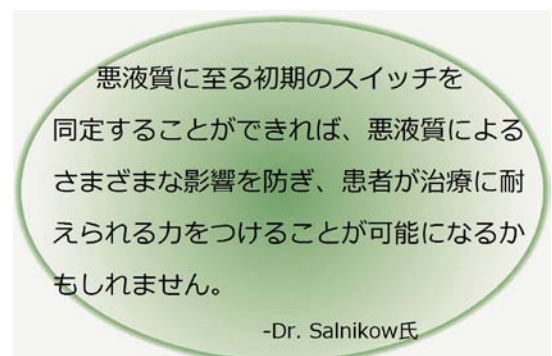 悪液質に至る初期のスイッチを
同定することができれば、悪液質による
さまざまな影響を防ぎ、患者が治療に耐
えられる力をつけることが可能になるか
もしれません。
-Dr. Salnikow氏